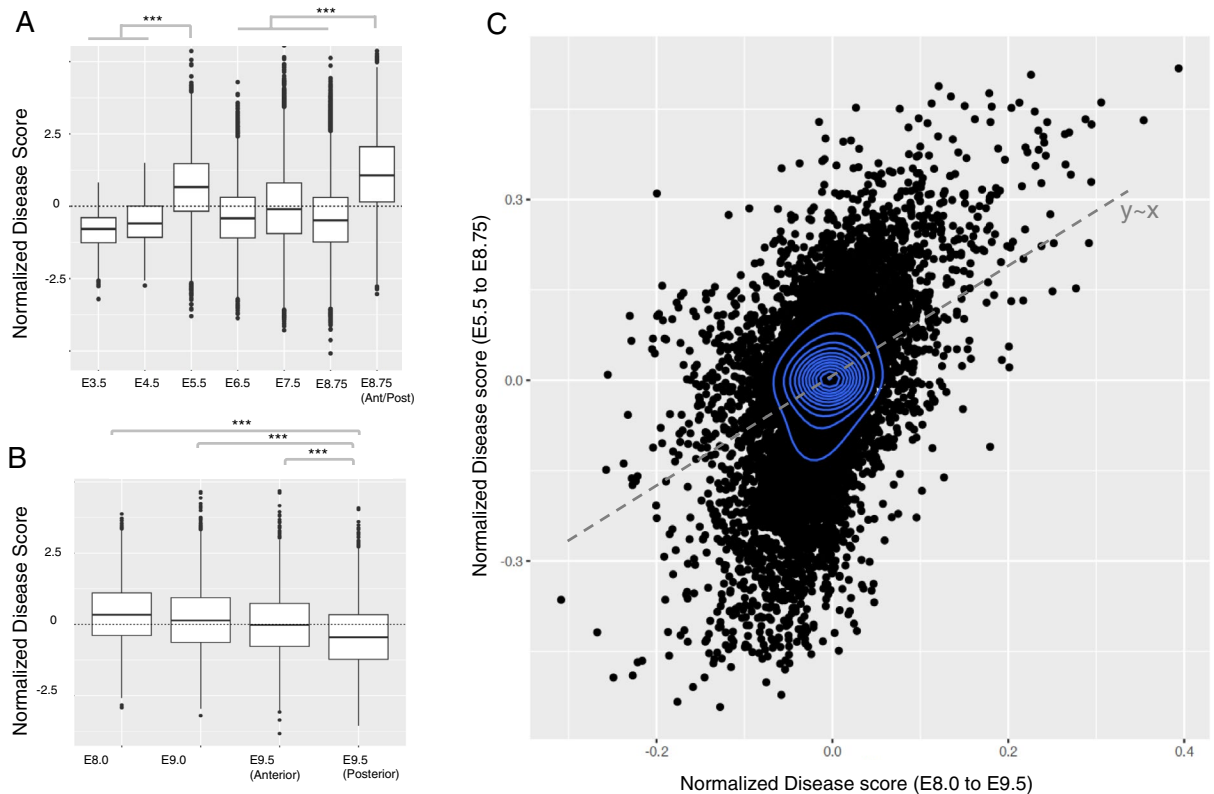 A
***
***
Normalized Disease Score
2.5
0
-2.5
E3.5 E4.5 E5.5 E6.5 E7.5 E8.75 E8.75
(Ant/Post)
B
***
***
***
Normalized Disease Score
2.5
0
-2.5
E8.0 E9.0 E9.5 E9.5
(Anterior) (Posterior)
C
Normalized Disease score (E5.5 to E8.75)
0.3
0.0
-0.3
y~x
-0.2 0.0 0.2 0.4
Normalized Disease score (E8.0 to E9.5)